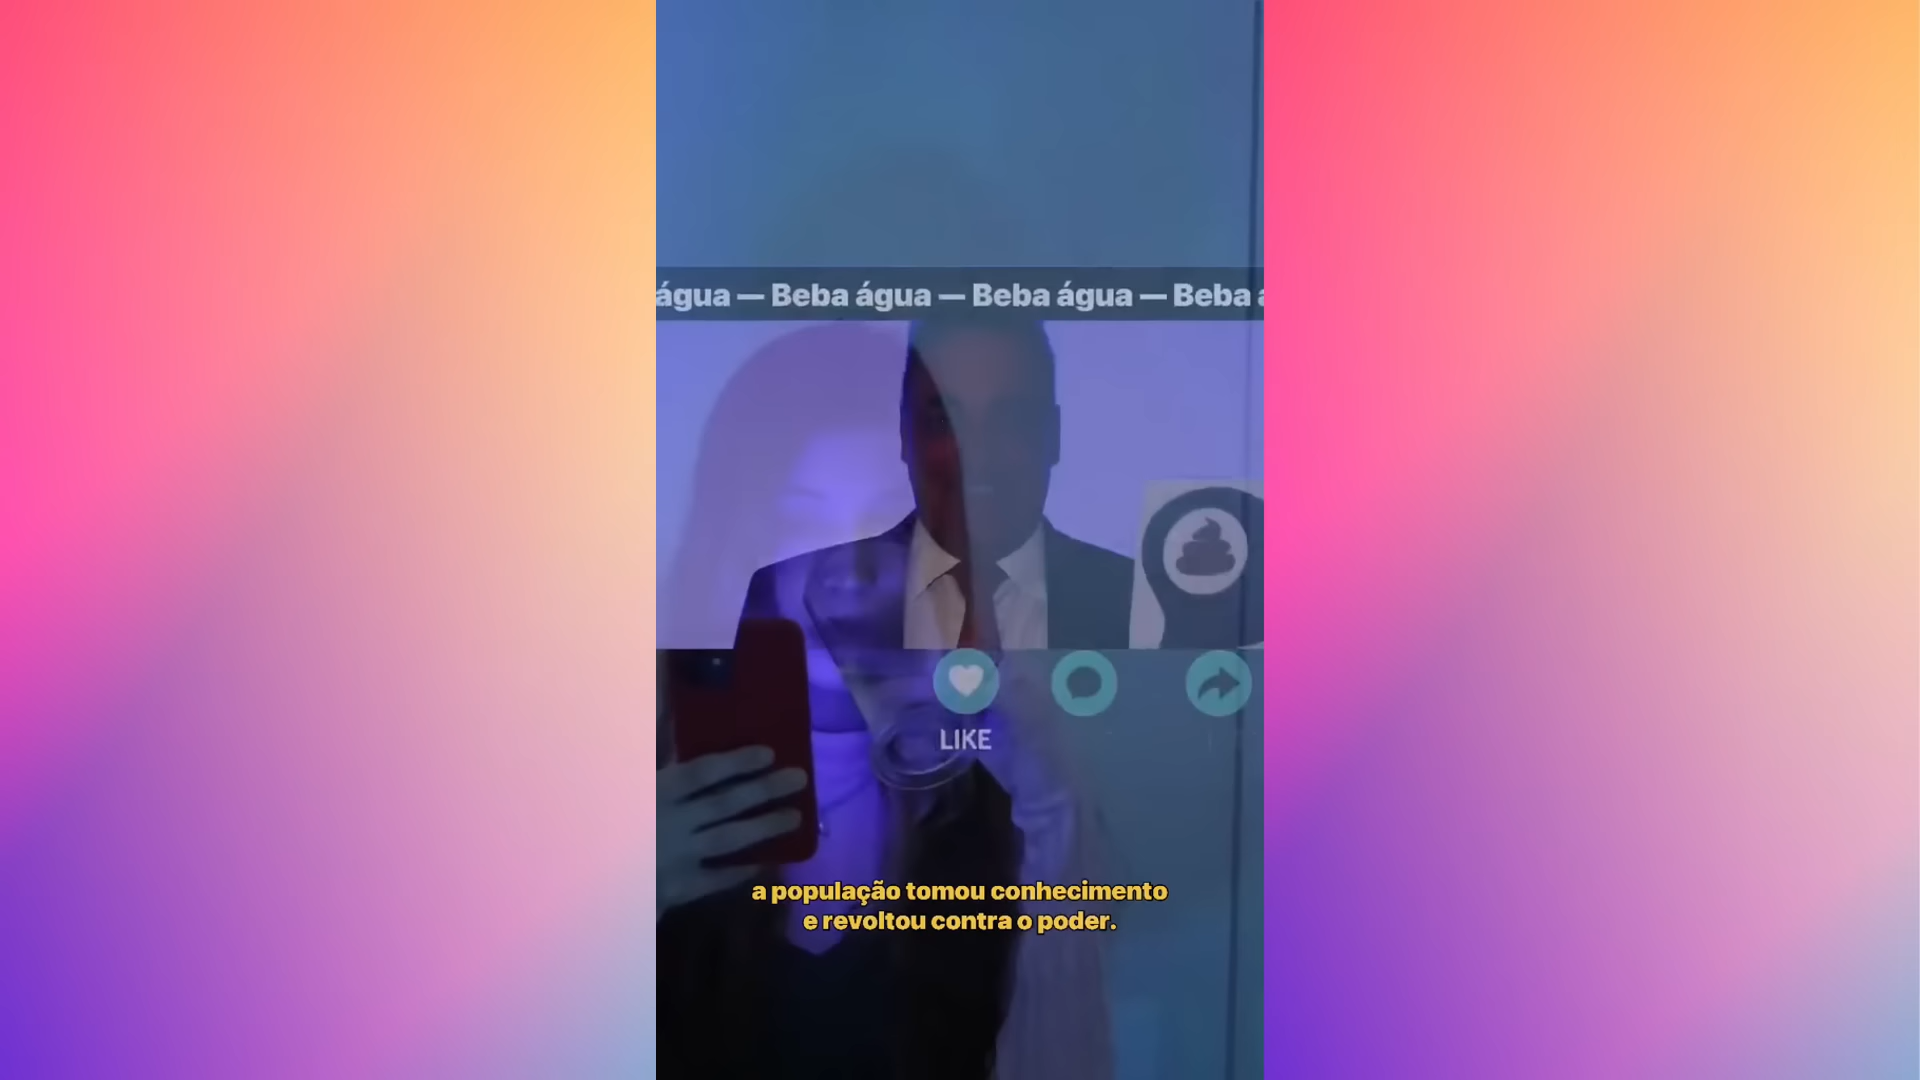 água — Beba água — Beba água — Beba
LIKE
a população tomou conhecimento
e revoltou contra o poder.